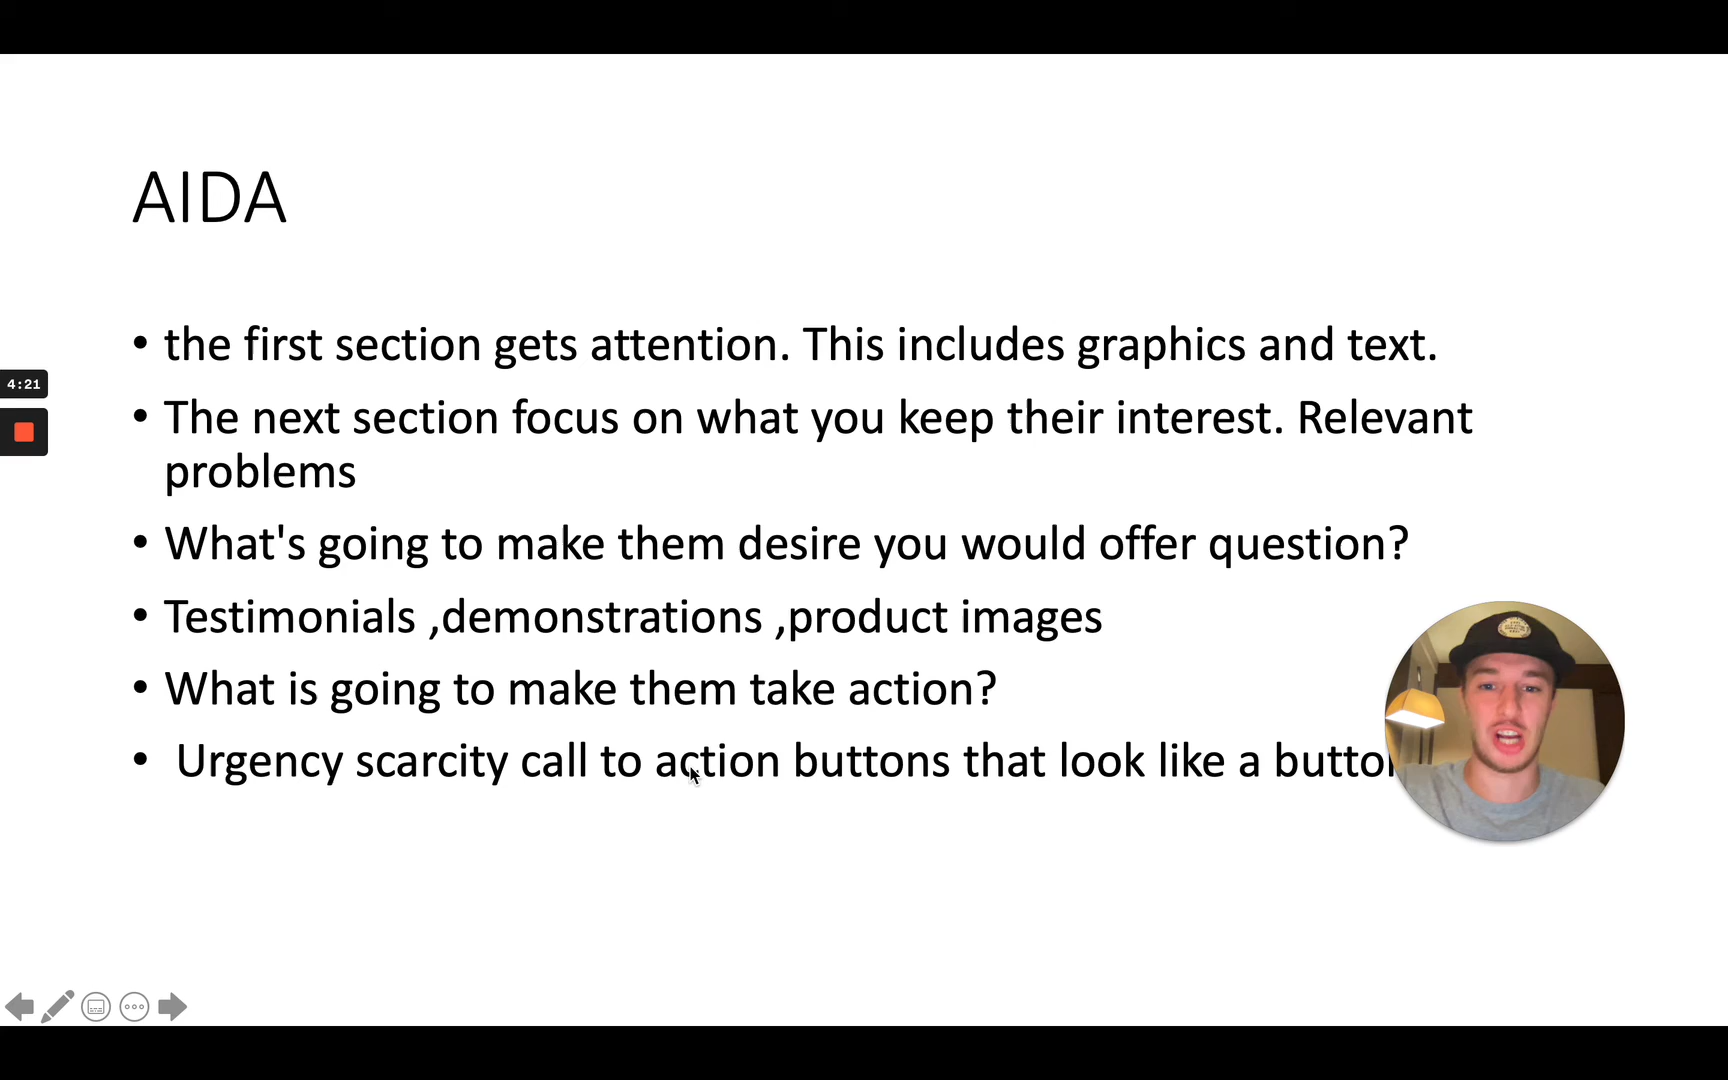 AIDA
• the first section gets attention. This includes graphics and text.
• The next section focus on what you keep their interest. Relevant
problems
• What's going to make them desire you would offer question?
• Testimonials ,demonstrations ,product images
• What is going to make them take action?
• Urgency scarcity call to action buttons that look like a
4:21